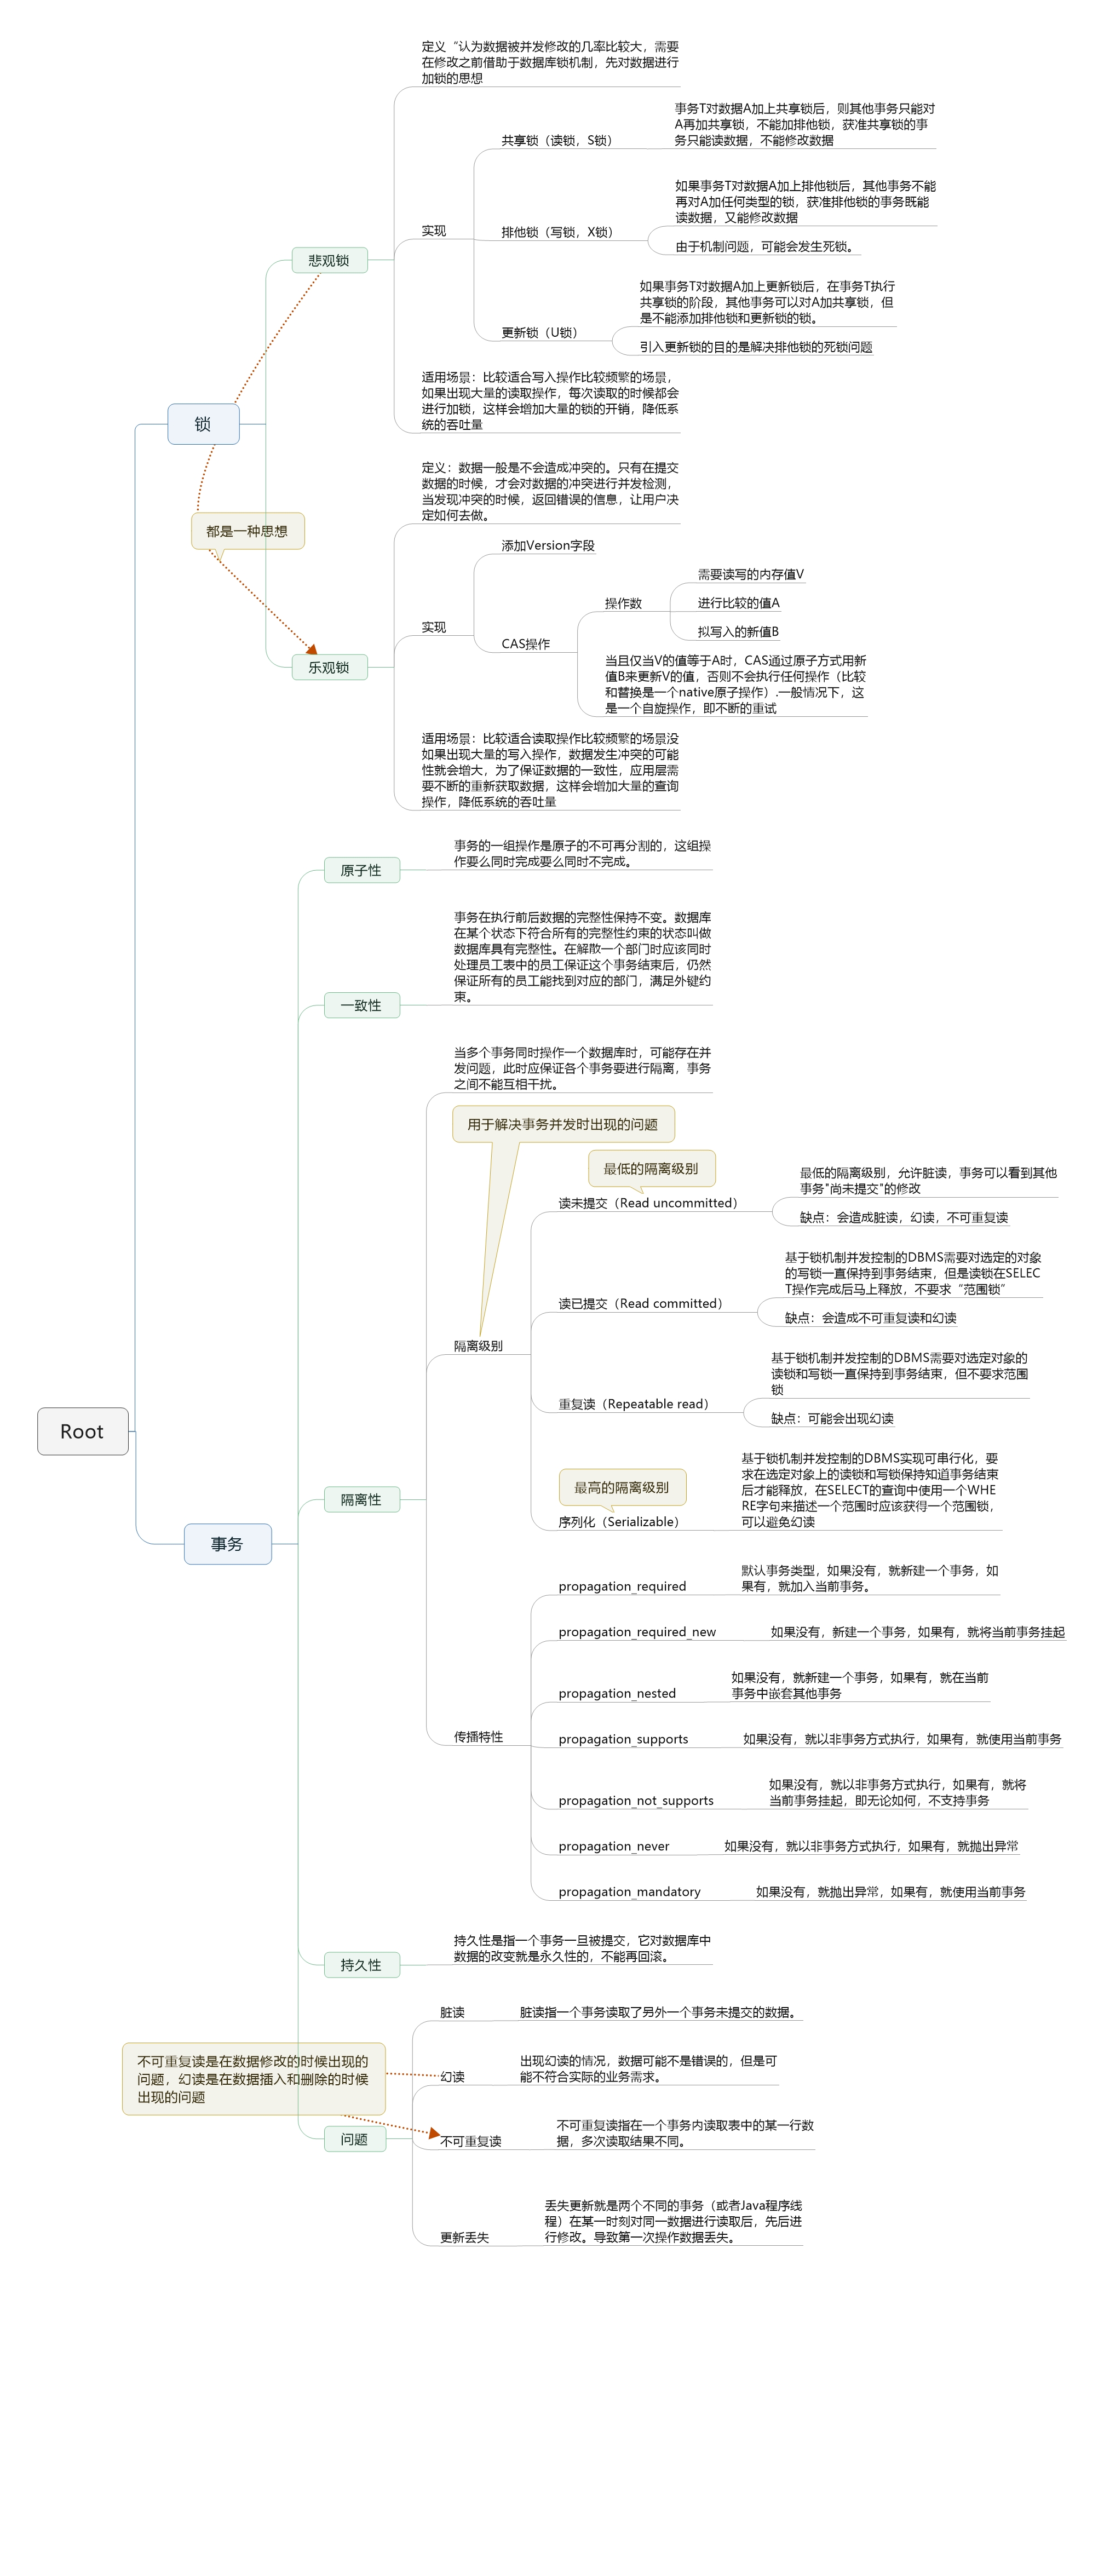 Root
锁
悲观锁
定义“认为数据被并发修改的几率比较大，需要
在修改之前借助于数据库锁机制，先对数据进行
加锁的思想
实现
共享锁（读锁，S锁）
事务T对数据A加上共享锁后，则其他事务只能对
A再加共享锁，不能加排他锁，获准共享锁的事
务只能读数据，不能修改数据
排他锁（写锁，X锁）
如果事务T对数据A加上排他锁后，其他事务不能
再对A加任何类型的锁，获准排他锁的事务既能
读数据，又能修改数据
由于机制问题，可能会发生死锁。
更新锁（U锁）
如果事务T对数据A加上更新锁后，在事务T执行
共享锁的阶段，其他事务可以对A加共享锁，但
是不能添加排他锁和更新锁的锁。
引入更新锁的目的是解决排他锁的死锁问题
适用场景：比较适合写入操作比较频繁的场景，
如果出现大量的读取操作，每次读取的时候都会
进行加锁，这样会增加大量的锁的开销，降低系
统的吞吐量
都是一种思想
乐观锁
定义：数据一般是不会造成冲突的。只有在提交
数据的时候，才会对数据的冲突进行并发检测，
当发现冲突的时候，返回错误的信息，让用户决
定如何去做。
实现
添加Version字段
CAS操作
操作数
需要读写的内存值V
进行比较的值A
拟写入的新值B
当且仅当V的值等于A时，CAS通过原子方式用新
值B来更新V的值，否则不会执行任何操作（比较
和替换是一个native原子操作）.一般情况下，这
是一个自旋操作，即不断的重试
适用场景：比较适合读取操作比较频繁的场景没
如果出现大量的写入操作，数据发生冲突的可能
性就会增大，为了保证数据的一致性，应用层需
要不断的重新获取数据，这样会增加大量的查询
操作，降低系统的吞吐量
事务
原子性
事务的一组操作是原子的不可再分割的，这组操
作要么同时完成要么同时不完成。
一致性
事务在执行前后数据的完整性保持不变。数据库
在某个状态下符合所有的完整性约束的状态叫做
数据库具有完整性。在解散一个部门时应该同时
处理员工表中的员工保证这个事务结束后，仍然
保证所有的员工能找到对应的部门，满足外键约
束。
隔离性
当多个事务同时操作一个数据库时，可能存在并
发问题，此时应保证各个事务要进行隔离，事务
之间不能互相干扰。
用于解决事务并发时出现的问题
隔离级别
最低的隔离级别
读未提交（Read uncommitted）
最低的隔离级别，允许脏读，事务可以看到其他
事务"尚未提交"的修改
缺点：会造成脏读，幻读，不可重复读
读已提交（Read committed）
基于锁机制并发控制的DBMS需要对选定的对象
的写锁一直保持到事务结束，但是读锁在SELEC
T操作完成后马上释放，不要求“范围锁”
缺点：会造成不可重复读和幻读
重复读（Repeatable read）
基于锁机制并发控制的DBMS需要对选定对象的
读锁和写锁一直保持到事务结束，但不要求范围
锁
缺点：可能会出现幻读
最高的隔离级别
序列化（Serializable）
基于锁机制并发控制的DBMS实现可串行化，要
求在选定对象上的读锁和写锁保持知道事务结束
后才能释放，在SELECT的查询中使用一个WHE
RE字句来描述一个范围时应该获得一个范围锁，
可以避免幻读
传播特性
propagation_required
默认事务类型，如果没有，就新建一个事务，如
果有，就加入当前事务。
propagation_required_new
如果没有，新建一个事务，如果有，就将当前事务挂起
propagation_nested
如果没有，就新建一个事务，如果有，就在当前
事务中嵌套其他事务
propagation_supports
如果没有，就以非事务方式执行，如果有，就使用当前事务
propagation_not_supports
如果没有，就以非事务方式执行，如果有，就将
当前事务挂起，即无论如何，不支持事务
propagation_never
如果没有，就以非事务方式执行，如果有，就抛出异常
propagation_mandatory
如果没有，就抛出异常，如果有，就使用当前事务
持久性
持久性是指一个事务一旦被提交，它对数据库中
数据的改变就是永久性的，不能再回滚。
问题
脏读
脏读指一个事务读取了另外一个事务未提交的数据。
不可重复读是在数据修改的时候出现的
问题，幻读是在数据插入和删除的时候
出现的问题
幻读
出现幻读的情况，数据可能不是错误的，但是可
能不符合实际的业务需求。
不可重复读
不可重复读指在一个事务内读取表中的某一行数
据，多次读取结果不同。
更新丢失
丢失更新就是两个不同的事务（或者Java程序线
程）在某一时刻对同一数据进行读取后，先后进
行修改。导致第一次操作数据丢失。